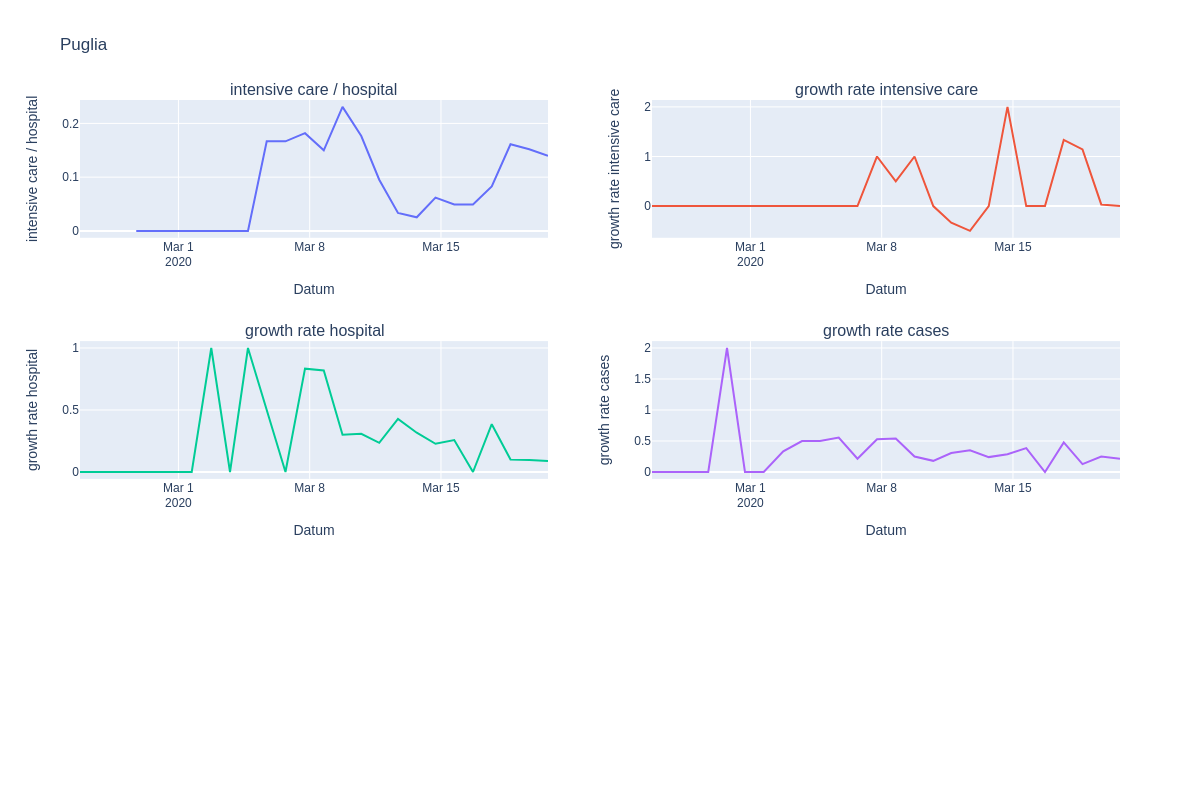 Puglia
intensive care / hospital
intensive care / hospital
0.2
0.1
0
Mar 1
2020
Mar 8
Mar 15
Datum
growth rate intensive care
growth rate intensive care
2
1
0
Mar 1
2020
Mar 8
Mar 15
Datum
growth rate hospital
growth rate hospital
1
0.5
0
Mar 1
2020
Mar 8
Mar 15
Datum
growth rate cases
growth rate cases
2
1.5
1
0.5
0
Mar 1
2020
Mar 8
Mar 15
Datum